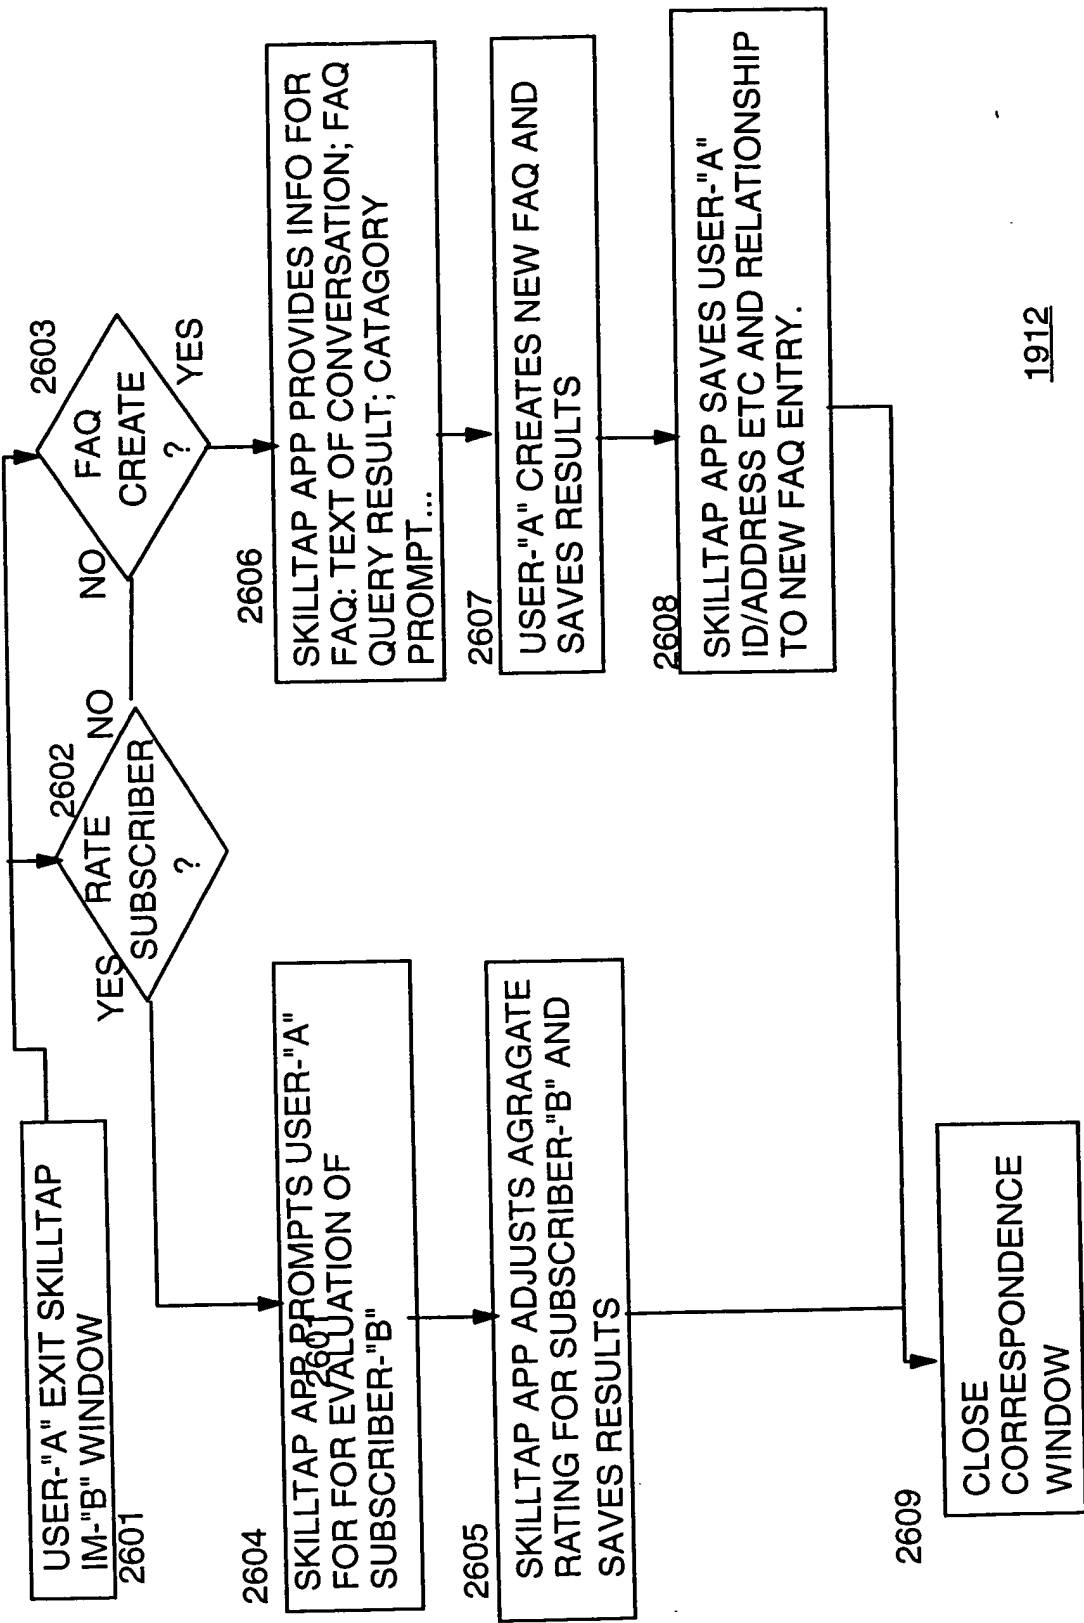 USER-"A" EXIT SKILLTAP
IM-"B" WINDOW
2601
2602
RATE
SUBSCRIBER
?
YES
NO
2603
FAQ
CREATE
?
NO
YES
2604
SKILLTAP APP PROMPTS USER-"A"
FOR FOR EVALUATION OF
SUBSCRIBER-"B"
2601
2605
SKILLTAP APP ADJUSTS AGRAGATE
RATING FOR SUBSCRIBER-"B" AND
SAVES RESULTS
2606
SKILLTAP APP PROVIDES INFO FOR
FAQ: TEXT OF CONVERSATION; FAQ
QUERY RESULT; CATAGORY
PROMPT...
2607
USER-"A" CREATES NEW FAQ AND
SAVES RESULTS
2608
SKILLTAP APP SAVES USER-"A"
ID/ADDRESS ETC AND RELATIONSHIP
TO NEW FAQ ENTRY.
2609
CLOSE
CORRESPONDENCE
WINDOW
1912